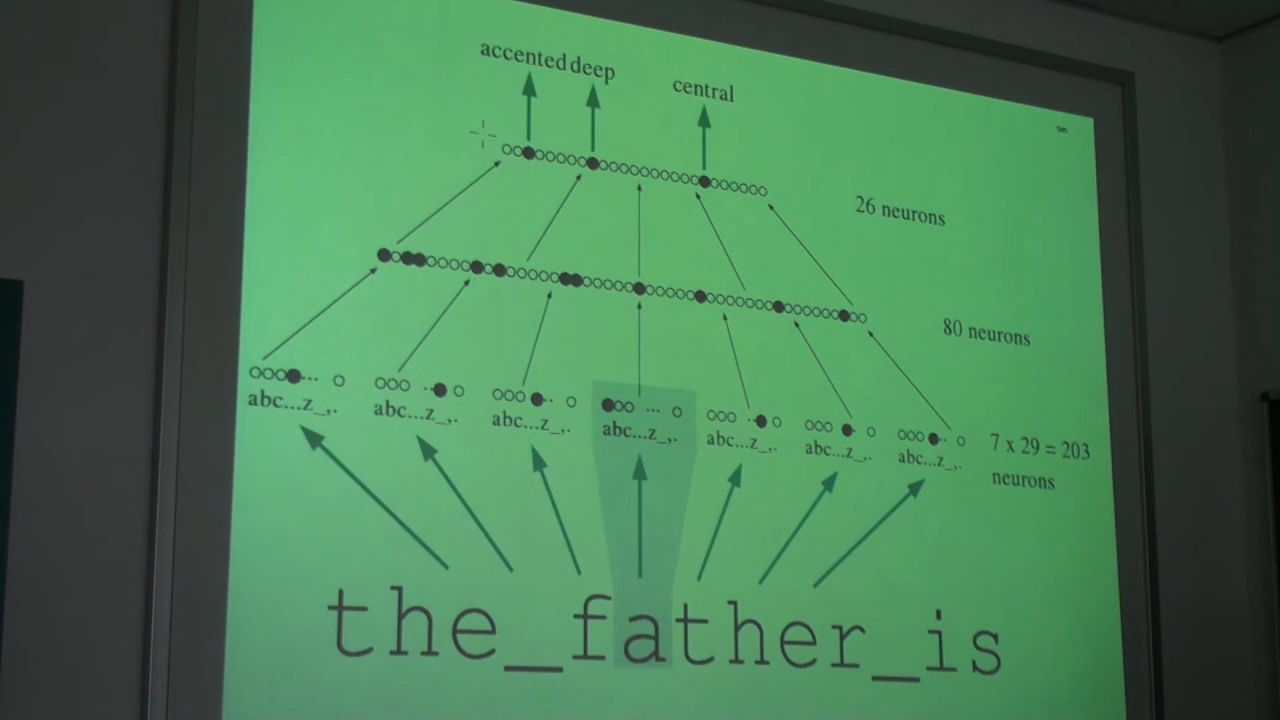 accented deep
central
26 neurons
80 neurons
abc...z_,.
abc...z_,.
abc...z_,.
abc...z_,.
abc...z_,.
abc...z_,.
abc...z_,.
7 x 29 = 203
neurons
the_father_is